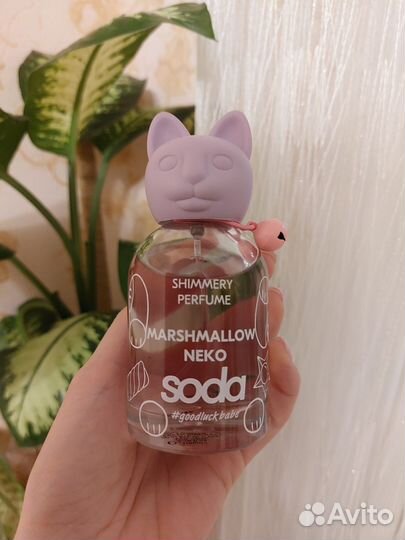 SHIMMERY
PERFUME
MARSHMALLOW
NEKO
soda
#goodluckbabe
Avito